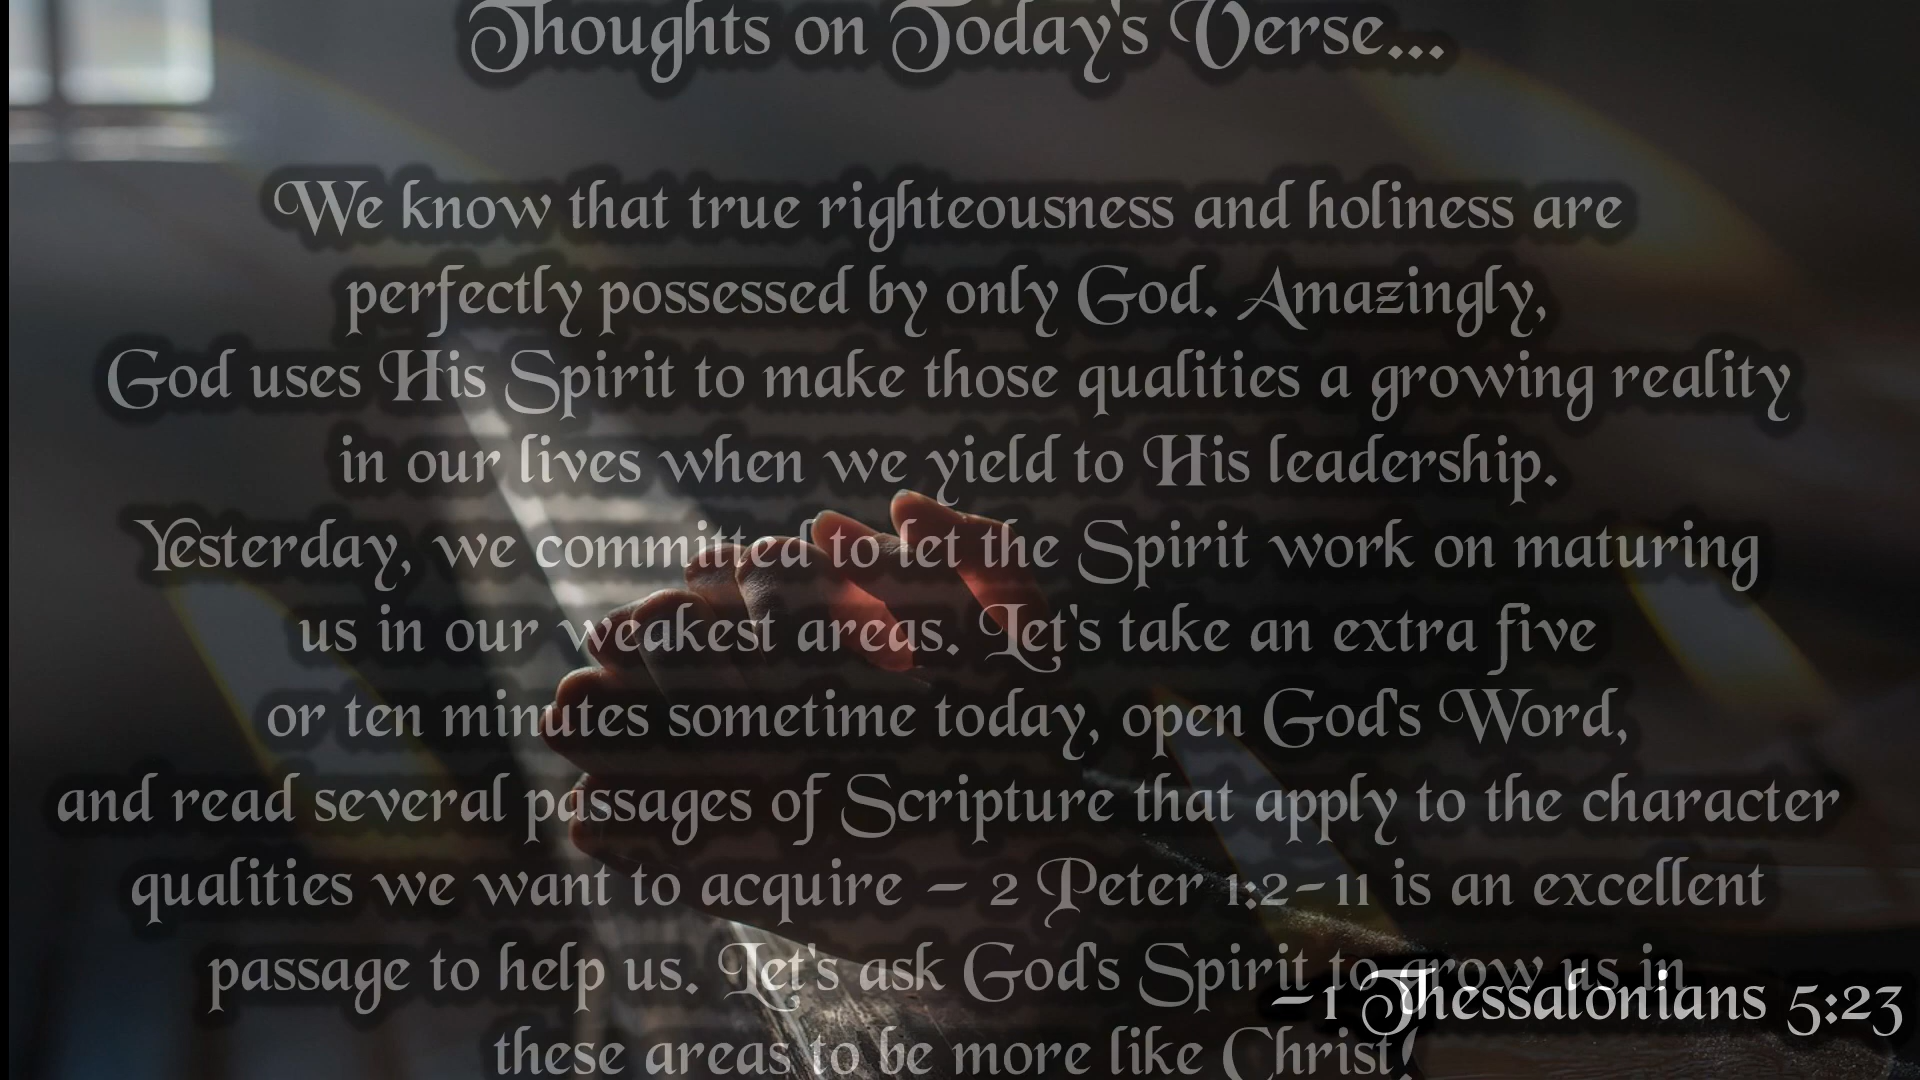 Thoughts on Today's Verse...
We know that true righteousness and holiness are
perfectly possessed by only God. Amazingly,
God uses His Spirit to make those qualities a growing reality
in our lives when we yield to His leadership.
Yesterday, we committed to let the Spirit work on maturing
us in our weakest areas. Let's take an extra five
or ten minutes sometime today, open God's Word,
and read several passages of Scripture that apply to the character
qualities we want to acquire – 2 Peter 1:2-11 is an excellent
passage to help us. Let's ask God's Spirit to grow us in
–1 Thessalonians 5:23
these areas to be more like Christ!